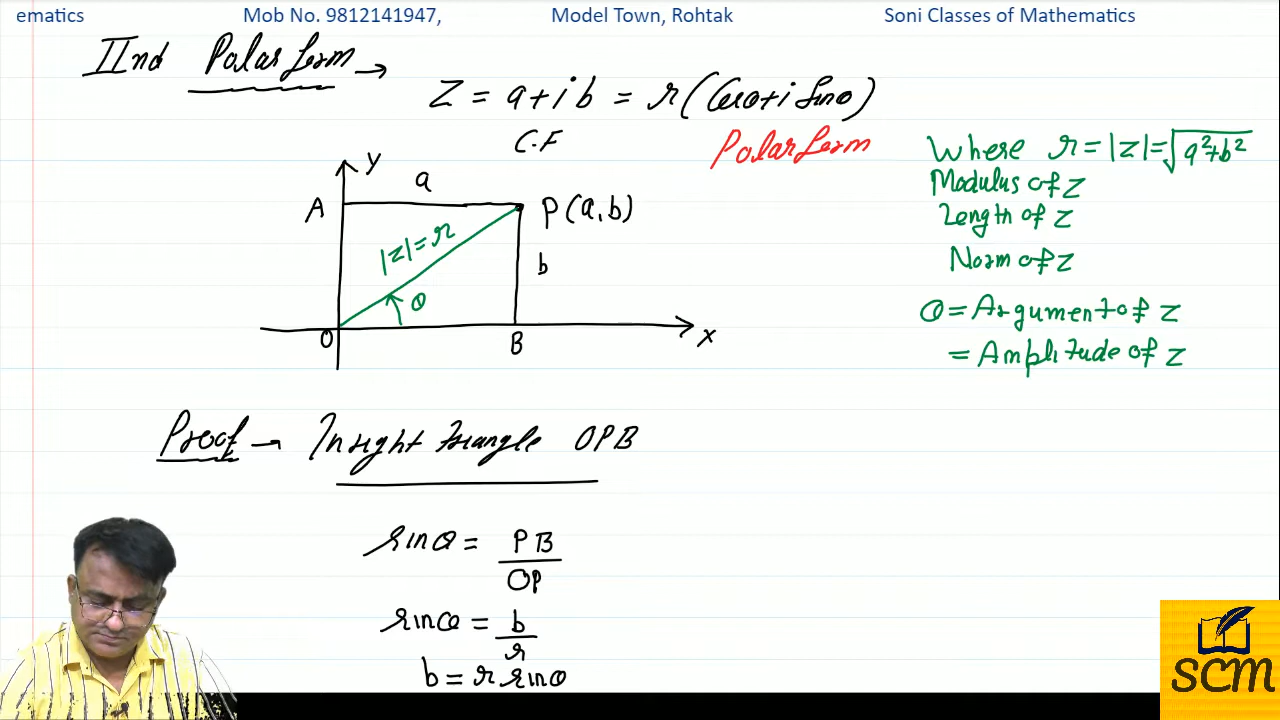 ematics Mob No. 9812141947, Model Town, Rohtak Soni Classes of Mathematics
IInd Polar form →
Z = a+ib = r(Cosθ+i Sinθ)
C.F Polar form
Where r = |z| = √a²+b²
Modulus of z
Length of z
Norm of z
θ = Argument of z
= Amplitude of z
Y
a
A P(a,b)
|z|=r
b
θ
O B X
Proof → In right triangle OPB
sinθ = PB/OP
sinθ = b/r
b = r sinθ
SCM